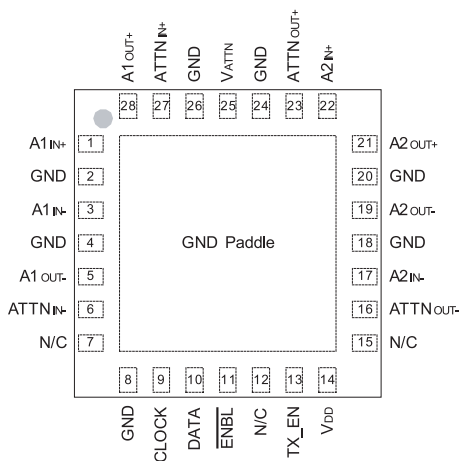 A1OUT+
ATTNIN+
GND
VATTN
GND
ATTNOUT+
A2IN+
28 27 26 25 24 23 22
A1IN+ 1
GND 2
A1IN- 3
GND 4
A1OUT- 5
ATTNIN- 6
N/C 7
GND Paddle
21 A2OUT+
20 GND
19 A2OUT-
18 GND
17 A2IN-
16 ATTNOUT-
15 N/C
8 9 10 11 12 13 14
GND
CLOCK
DATA
ENBL
N/C
TX_EN
VDD